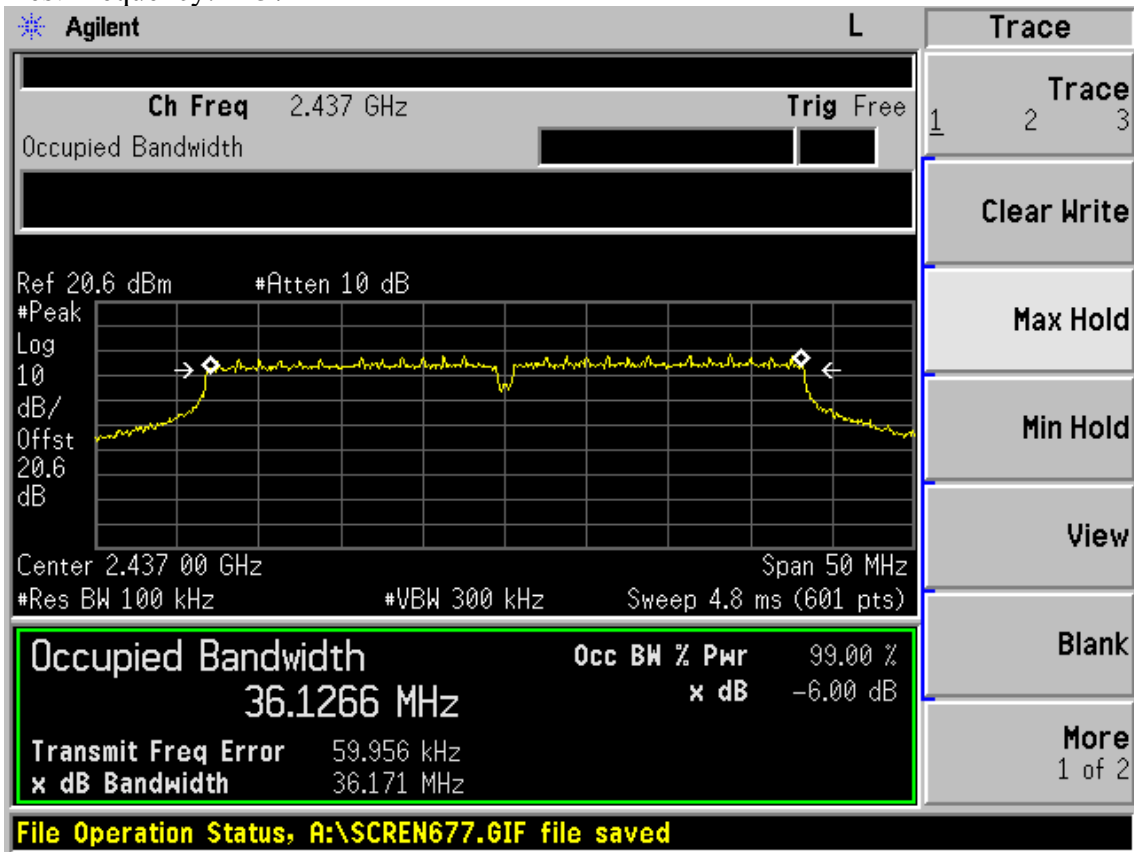 Agilent
L
Trace
Ch Freq 2.437 GHz
Trig Free
Occupied Bandwidth
Trace
1 2 3
Clear Write
Max Hold
Min Hold
View
Blank
More
1 of 2
Ref 20.6 dBm #Atten 10 dB
#Peak
Log
10
dB/
Offst
20.6
dB
Center 2.437 00 GHz Span 50 MHz
#Res BW 100 kHz #VBW 300 kHz Sweep 4.8 ms (601 pts)
Occupied Bandwidth
36.1266 MHz
Occ BW % Pwr 99.00 %
x dB -6.00 dB
Transmit Freq Error 59.956 kHz
x dB Bandwidth 36.171 MHz
File Operation Status, A:\SCREN677.GIF file saved